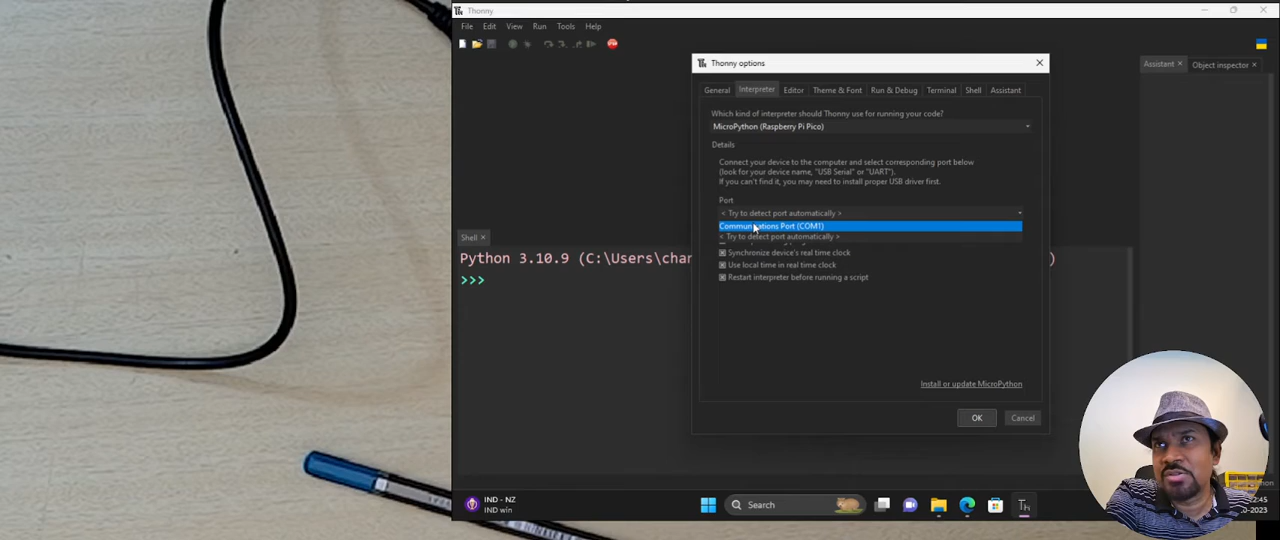 Thonny
File Edit View Run Tools Help
STOP
Thonny options
General Interpreter Editor Theme & Font Run & Debug Terminal Shell Assistant
Which kind of interpreter should Thonny use for running your code?
MicroPython (Raspberry Pi Pico)
Details
Connect your device to the computer and select corresponding port below
(look for your device name, "USB Serial" or "UART").
If you can't find it, you may need to install proper USB driver first.
Port
< Try to detect port automatically >
Communications Port (COM1)
< Try to detect port automatically >
Synchronize device's real time clock
Use local time in real time clock
Restart interpreter before running a script
Install or update MicroPython
OK Cancel
Assistant Object inspector
Shell
Python 3.10.9 (C:\Users\chan )
>>>
IND - NZ
IND win
Search
Th
2:45
-2023